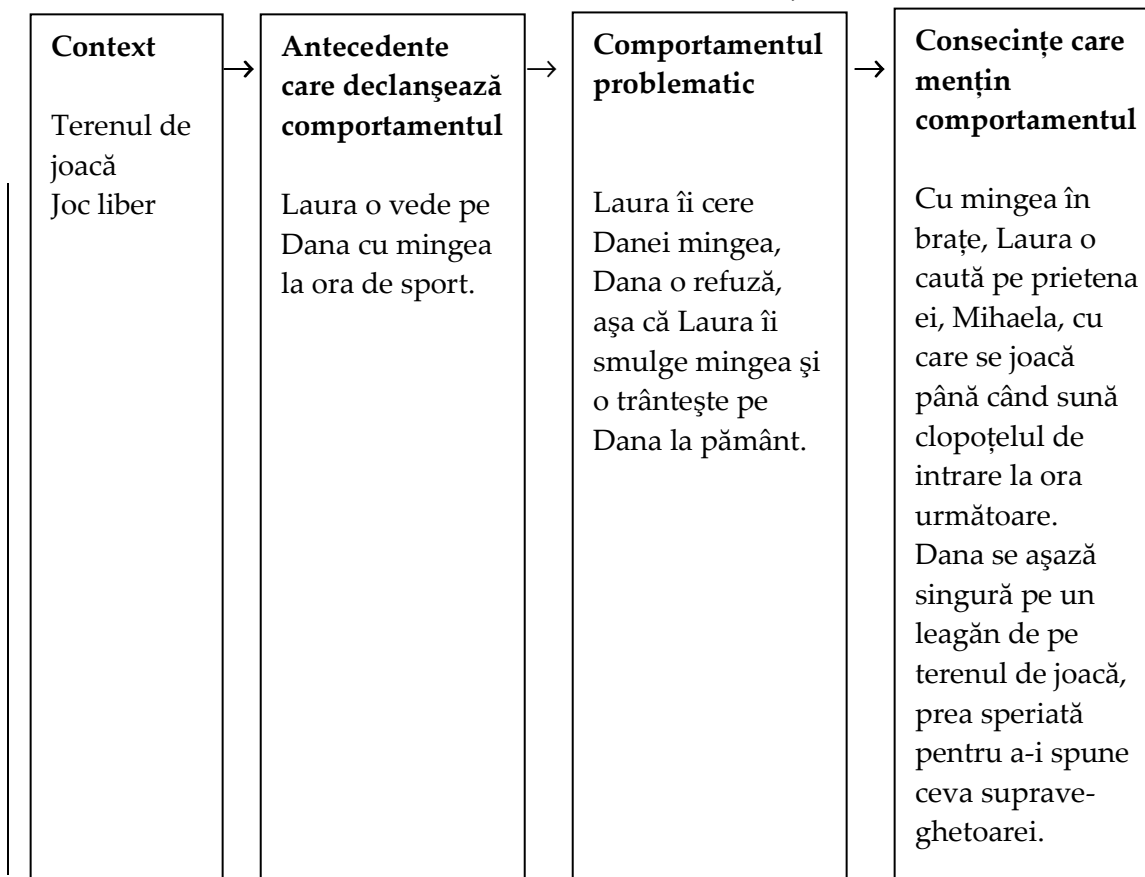 Context
Terenul de
joacă
Joc liber
→
Antecedente
care declanşează
comportamentul
Laura o vede pe
Dana cu mingea
la ora de sport.
→
Comportamentul
problematic
Laura îi cere
Danei mingea,
Dana o refuză,
aşa că Laura îi
smulge mingea şi
o trânteşte pe
Dana la pământ.
→
Consecințe care
mențin
comportamentul
Cu mingea în
brațe, Laura o
caută pe prietena
ei, Mihaela, cu
care se joacă
până când sună
clopoțelul de
intrare la ora
următoare.
Dana se aşază
singură pe un
leagăn de pe
terenul de joacă,
prea speriată
pentru a-i spune
ceva suprave-
ghetoarei.